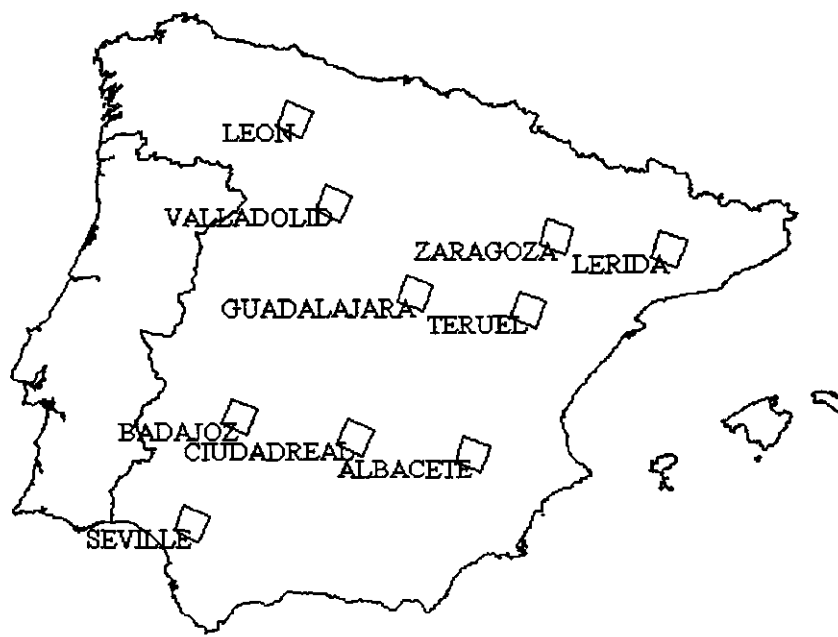 LEON
VALLADOLID
ZARAGOZA
LERIDA
GUADALAJARA
TERUEL
BADAJOZ
CIUDADREAL
ALBACETE
SEVILLE